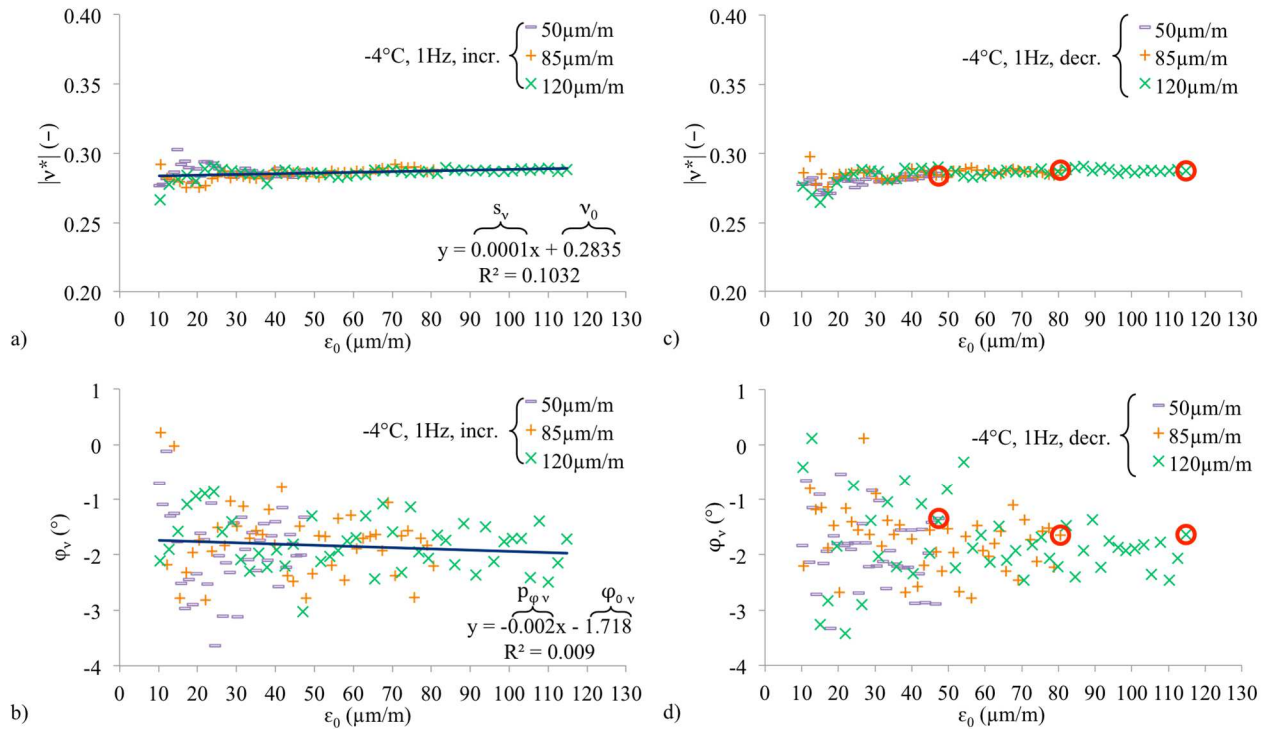 0.40
0.35
0.30
0.25
0.20
|ν*| (−)
-4°C, 1Hz, incr.
50µm/m
85µm/m
120µm/m
sν
ν0
y = 0.0001x + 0.2835
R² = 0.1032
0 10 20 30 40 50 60 70 80 90 100 110 120 130
ε0 (µm/m)
a)
0.40
0.35
0.30
0.25
0.20
|ν*| (−)
-4°C, 1Hz, decr.
50µm/m
85µm/m
120µm/m
0 10 20 30 40 50 60 70 80 90 100 110 120 130
ε0 (µm/m)
c)
1
0
-1
-2
-3
-4
φν (°)
-4°C, 1Hz, incr.
50µm/m
85µm/m
120µm/m
pφ ν
φ0 ν
y = -0.002x - 1.718
R² = 0.009
0 10 20 30 40 50 60 70 80 90 100 110 120 130
ε0 (µm/m)
b)
1
0
-1
-2
-3
-4
φν (°)
-4°C, 1Hz, decr.
50µm/m
85µm/m
120µm/m
0 10 20 30 40 50 60 70 80 90 100 110 120 130
ε0 (µm/m)
d)